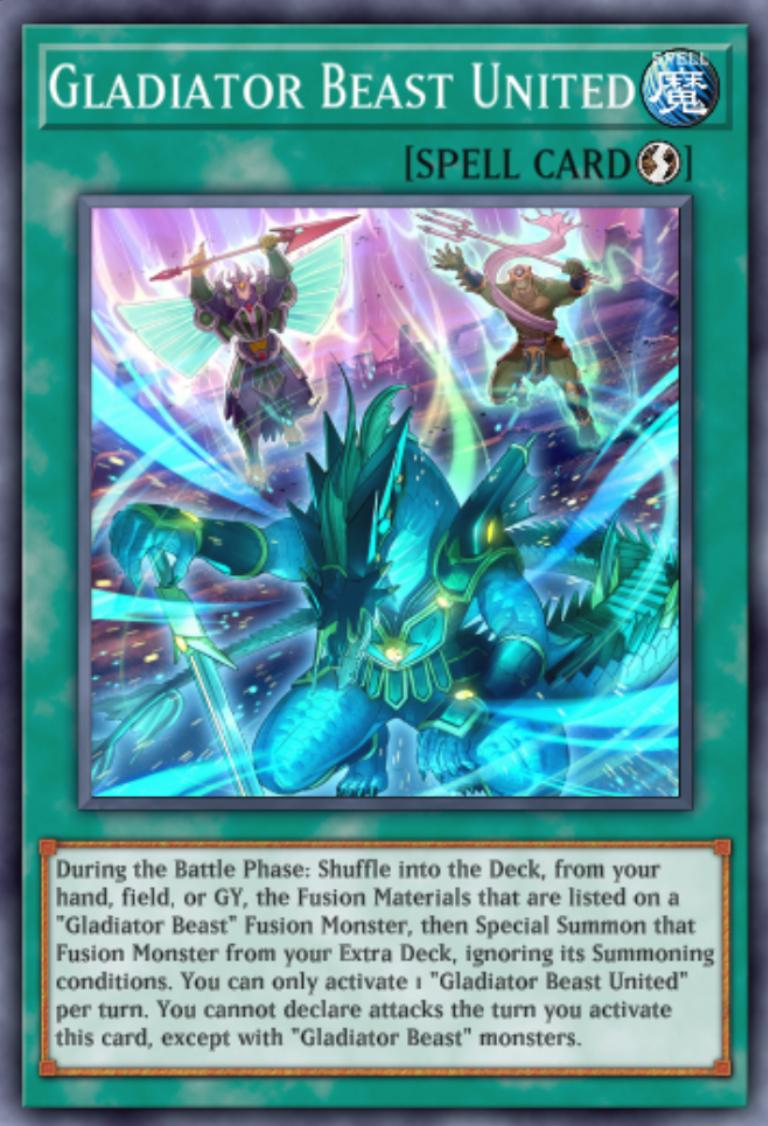 GLADIATOR BEAST UNITED
SPELL
魔
[SPELL CARD]
During the Battle Phase: Shuffle into the Deck, from your
hand, field, or GY, the Fusion Materials that are listed on a
"Gladiator Beast" Fusion Monster, then Special Summon that
Fusion Monster from your Extra Deck, ignoring its Summoning
conditions. You can only activate 1 "Gladiator Beast United"
per turn. You cannot declare attacks the turn you activate
this card, except with "Gladiator Beast" monsters.